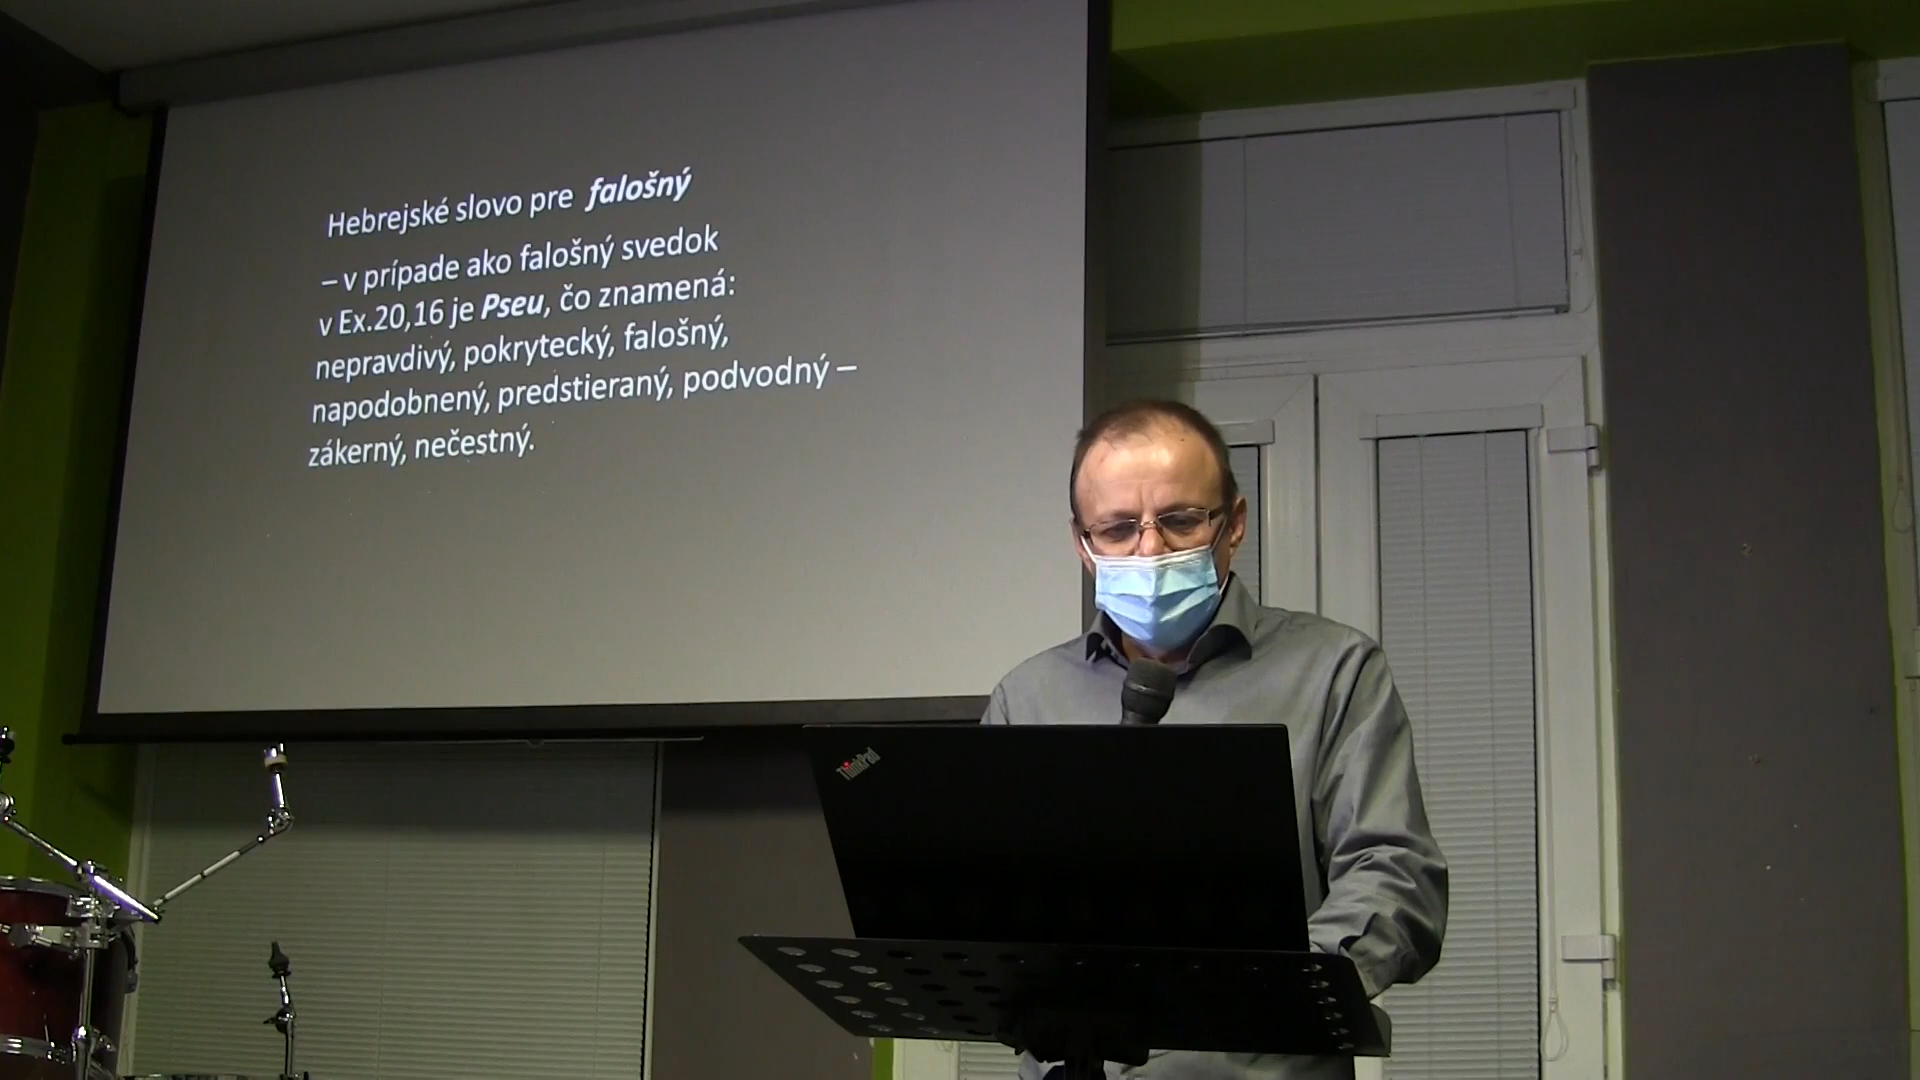 Hebrejské slovo pre falošný
– v prípade ako falošný svedok
v Ex.20,16 je Pseu, čo znamená:
nepravdivý, pokrytecký, falošný,
napodobnený, predstieraný, podvodný –
zákerný, nečestný.
ThinkPad